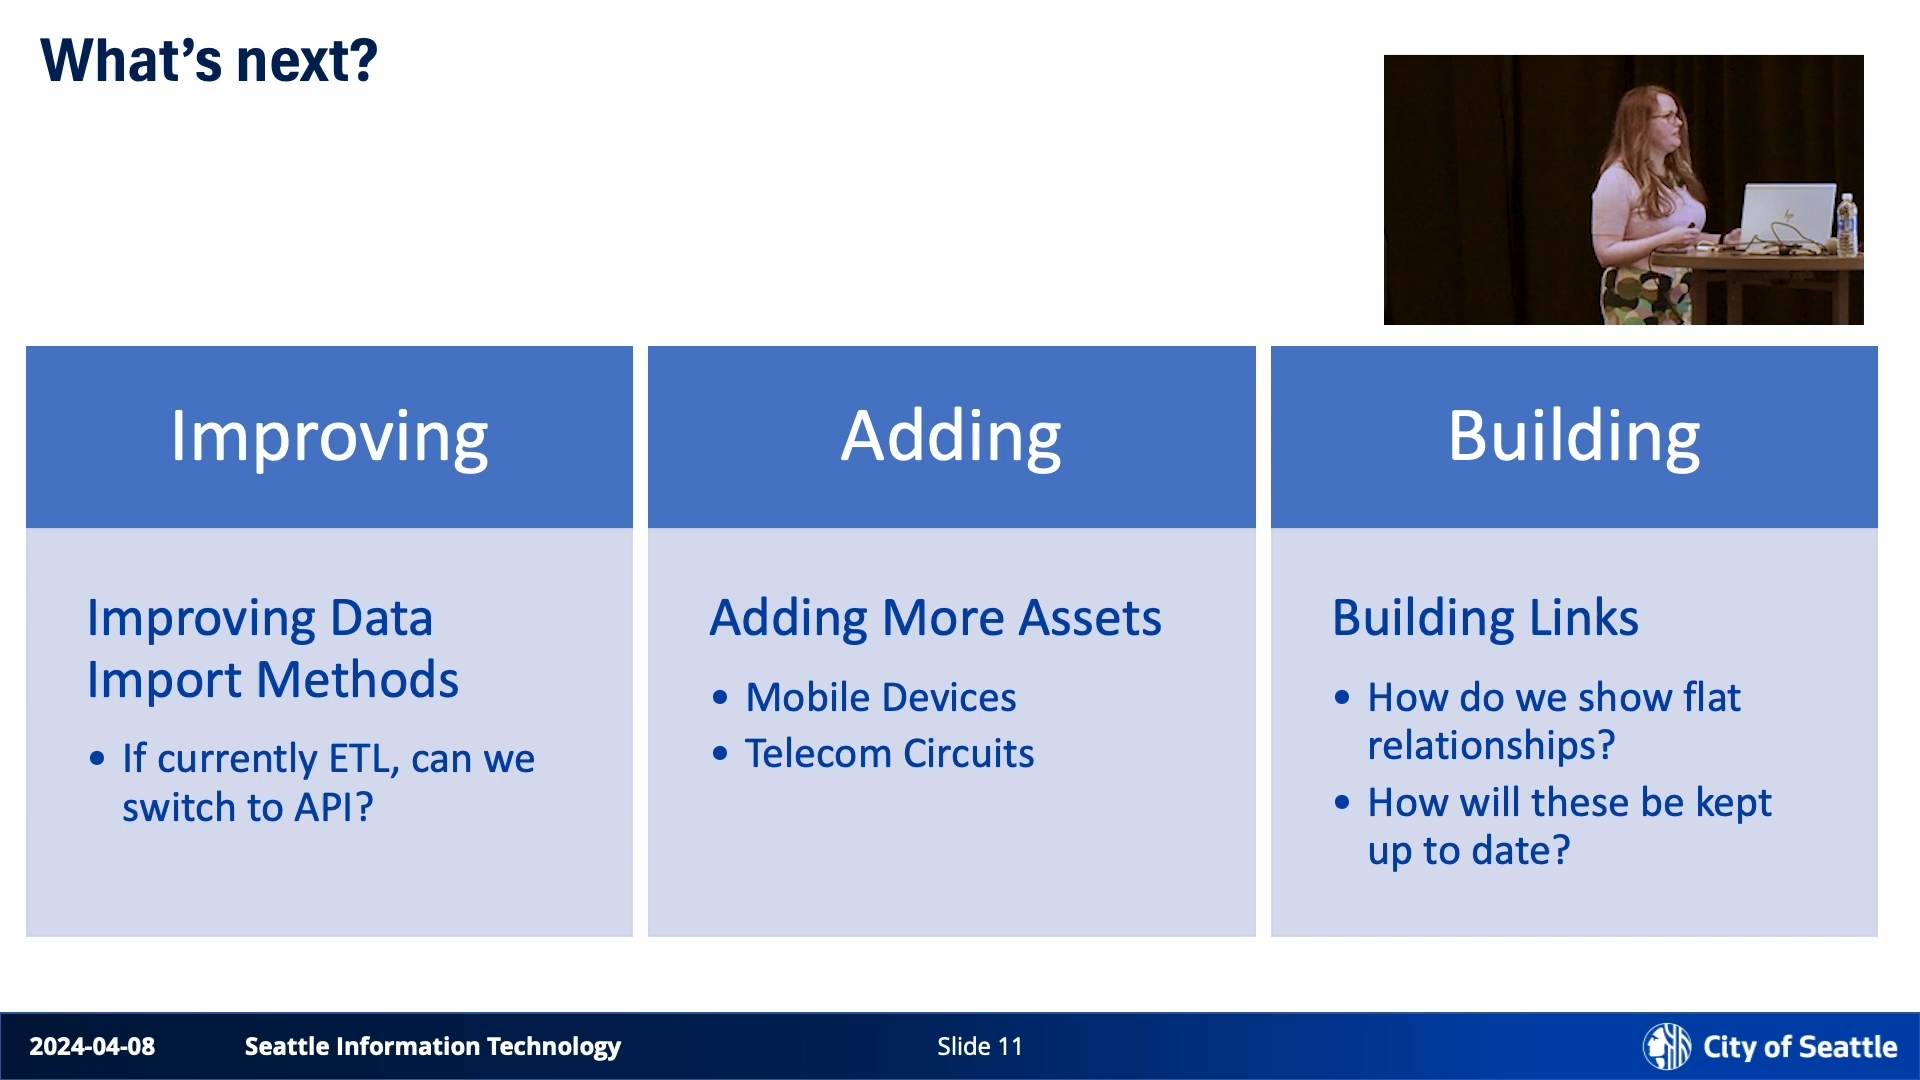 What's next?
Improving
Improving Data
Import Methods
• If currently ETL, can we
switch to API?
Adding
Adding More Assets
• Mobile Devices
• Telecom Circuits
Building
Building Links
• How do we show flat
relationships?
• How will these be kept
up to date?
2024-04-08
Seattle Information Technology
Slide 11
City of Seattle
hp